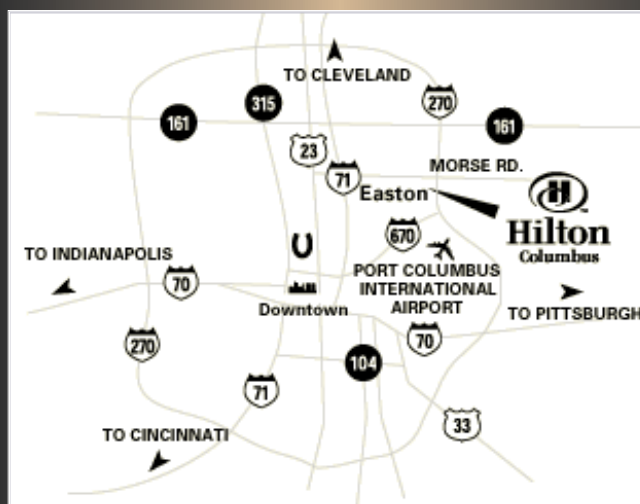 TO CLEVELAND
315
270
161
161
23
MORSE RD.
71
Easton
Hilton
Columbus
670
TO INDIANAPOLIS
70
PORT COLUMBUS
INTERNATIONAL
AIRPORT
Downtown
TO PITTSBURGH
270
70
104
71
33
TO CINCINNATI